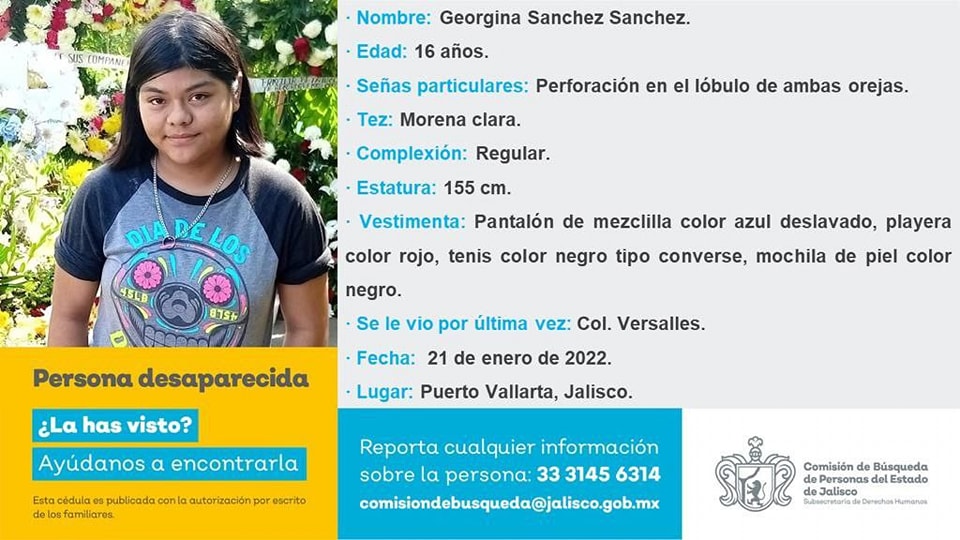 E SUS COMPAÑE
DIA DE LOS
45LB
45LB
D
· Nombre: Georgina Sanchez Sanchez.
· Edad: 16 años.
· Señas particulares: Perforación en el lóbulo de ambas orejas.
· Tez: Morena clara.
· Complexión: Regular.
· Estatura: 155 cm.
· Vestimenta: Pantalón de mezclilla color azul deslavado, playera
color rojo, tenis color negro tipo converse, mochila de piel color
negro.
· Se le vio por última vez: Col. Versalles.
· Fecha: 21 de enero de 2022.
· Lugar: Puerto Vallarta, Jalisco.
Persona desaparecida
¿La has visto?
Ayúdanos a encontrarla
Esta cédula es publicada con la autorización por escrito
de los familiares.
Reporta cualquier información
sobre la persona: 33 3145 6314
comisiondebusqueda@jalisco.gob.mx
Comisión de Búsqueda
de Personas del Estado
de Jalisco
Subsecretaría de Derechos Humanos